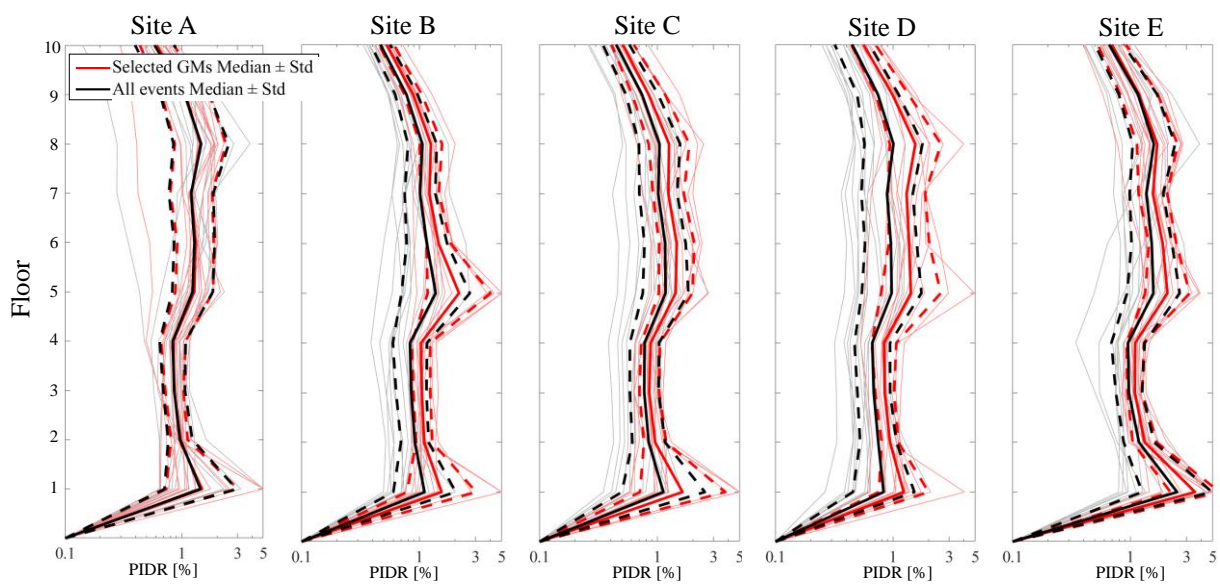 Site A Site B Site C Site D Site E
10
Selected GMs Median ± Std
All events Median ± Std
9
8
7
6
5
4
3
2
1
Floor
0.1 1 3 5 0.1 1 3 5 0.1 1 3 5 0.1 1 3 5 0.1 1 3 5
PIDR [%] PIDR [%] PIDR [%] PIDR [%] PIDR [%]